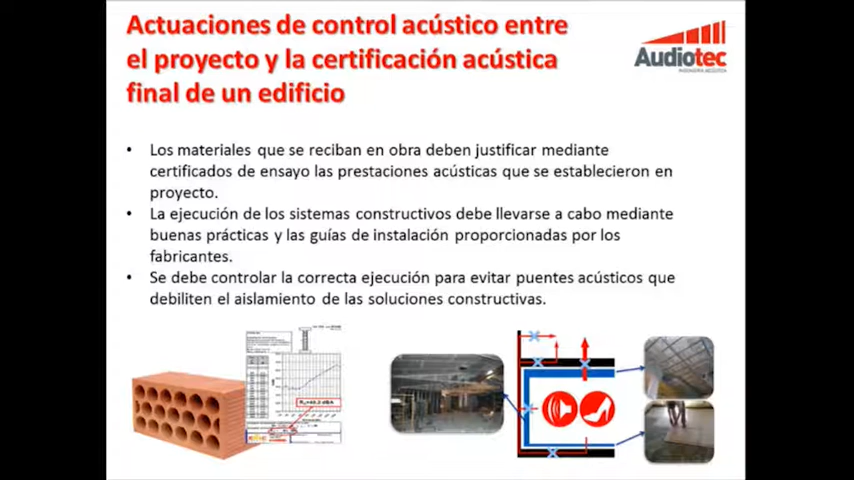 Actuaciones de control acústico entre
el proyecto y la certificación acústica
final de un edificio
Audiotec
INGENIERÍA ACÚSTICA
• Los materiales que se reciban en obra deben justificar mediante
certificados de ensayo las prestaciones acústicas que se establecieron en
proyecto.
• La ejecución de los sistemas constructivos debe llevarse a cabo mediante
buenas prácticas y las guías de instalación proporcionadas por los
fabricantes.
• Se debe controlar la correcta ejecución para evitar puentes acústicos que
debiliten el aislamiento de las soluciones constructivas.